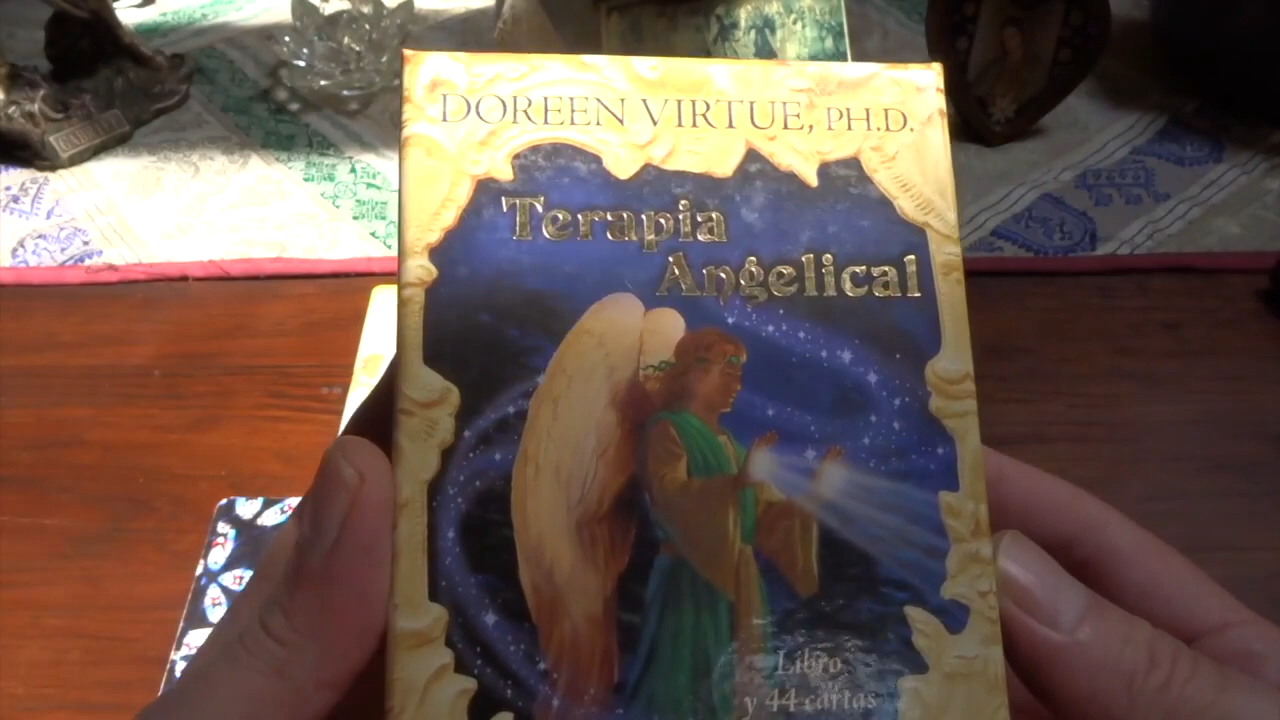 DOREEN VIRTUE, PH.D.
Terapia
Angelical
Libro
y 44 cartas